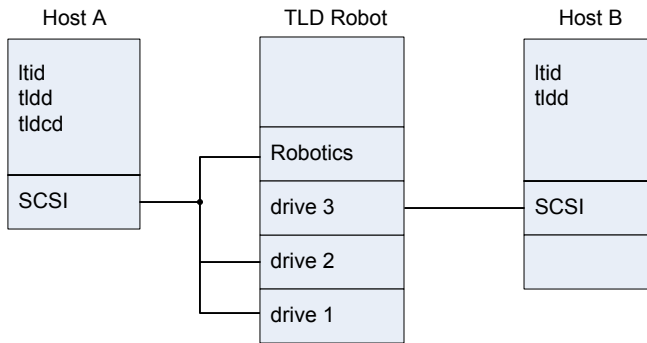 Host A
TLD Robot
Host B
ltid
tldd
tldcd
SCSI
Robotics
drive 3
drive 2
drive 1
ltid
tldd
SCSI